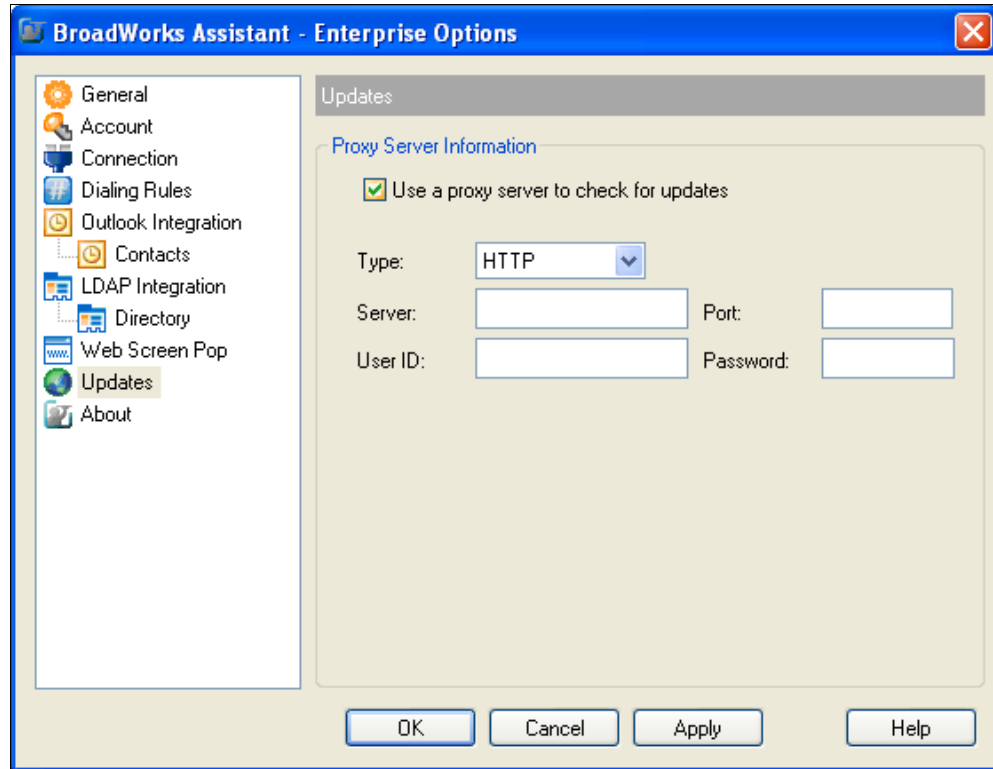 BroadWorks Assistant - Enterprise Options
General
Account
Connection
Dialing Rules
Outlook Integration
Contacts
LDAP Integration
Directory
www.
Web Screen Pop
Updates
About
Updates
Proxy Server Information
Use a proxy server to check for updates
Type: HTTP
Server: Port:
User ID: Password:
OK Cancel Apply Help